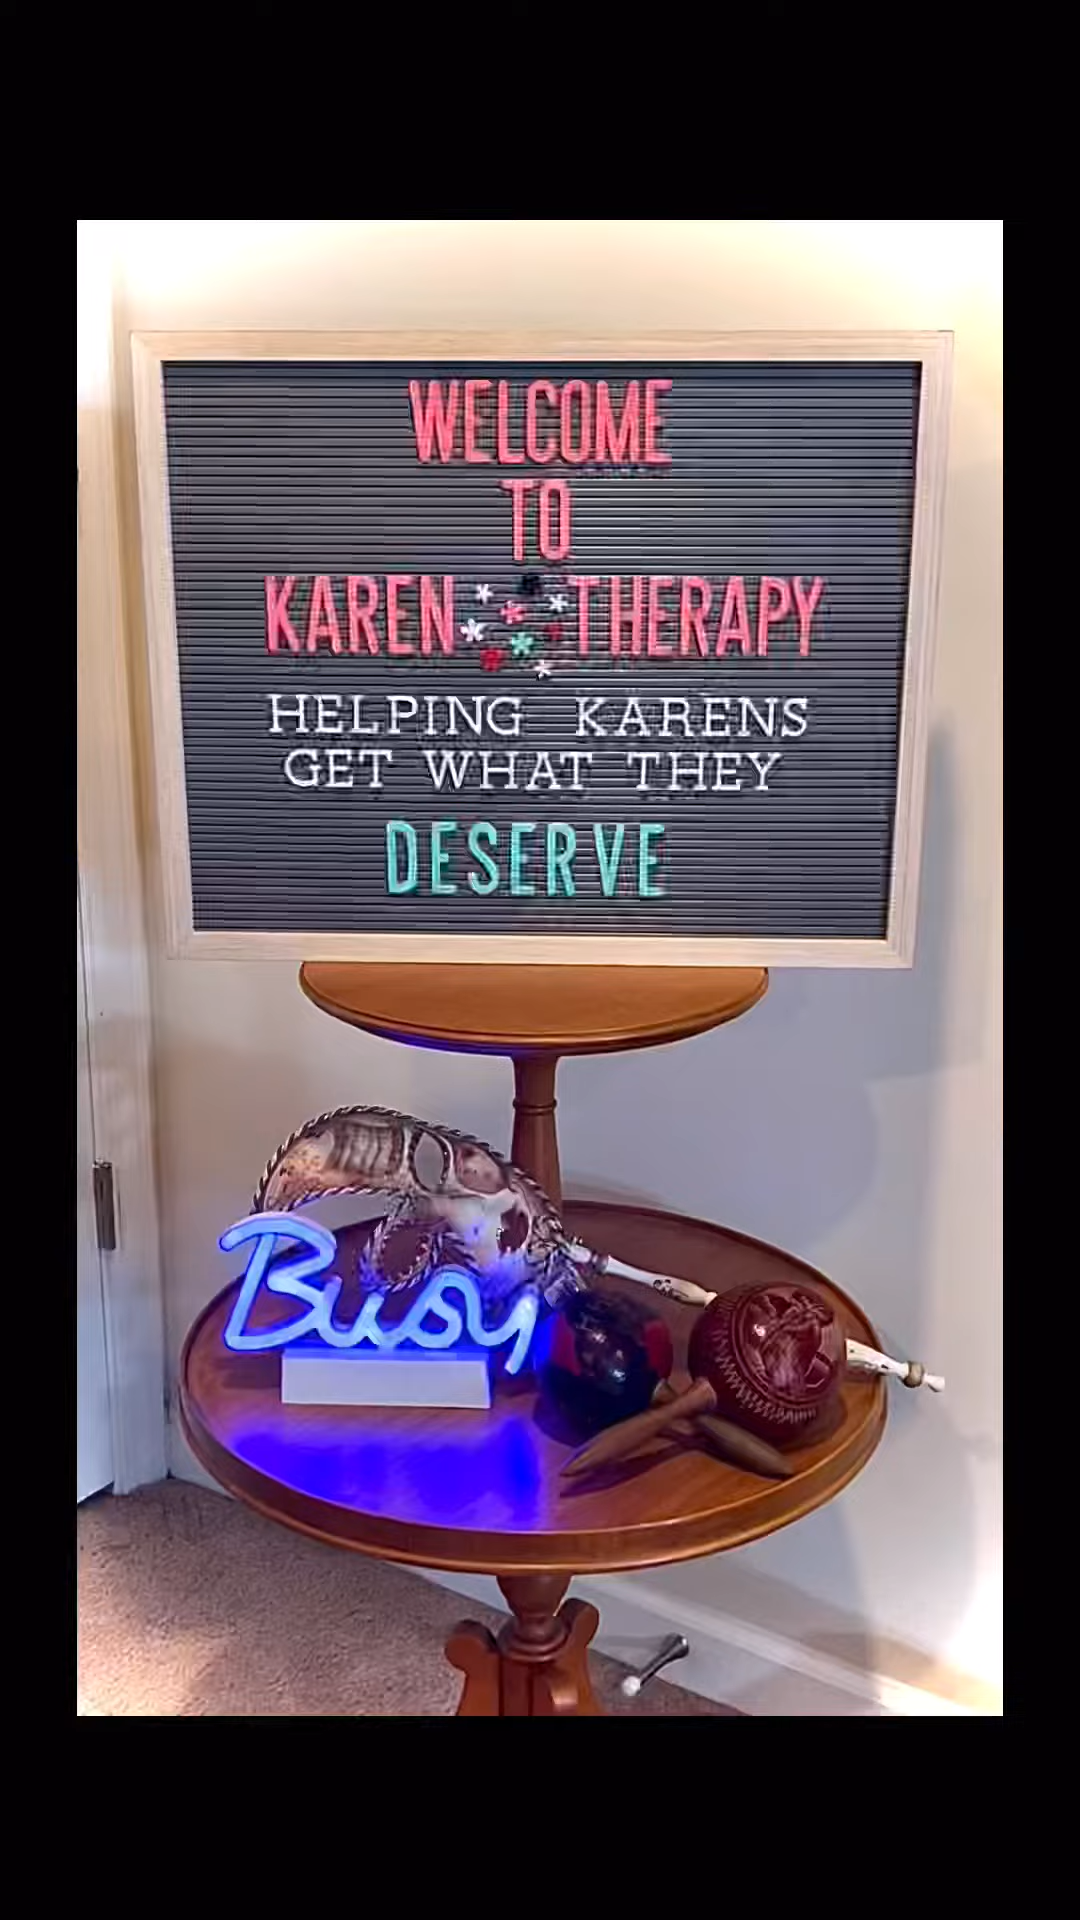 WELCOME
TO
KAREN THERAPY
HELPING KARENS
GET WHAT THEY
DESERVE
Busy